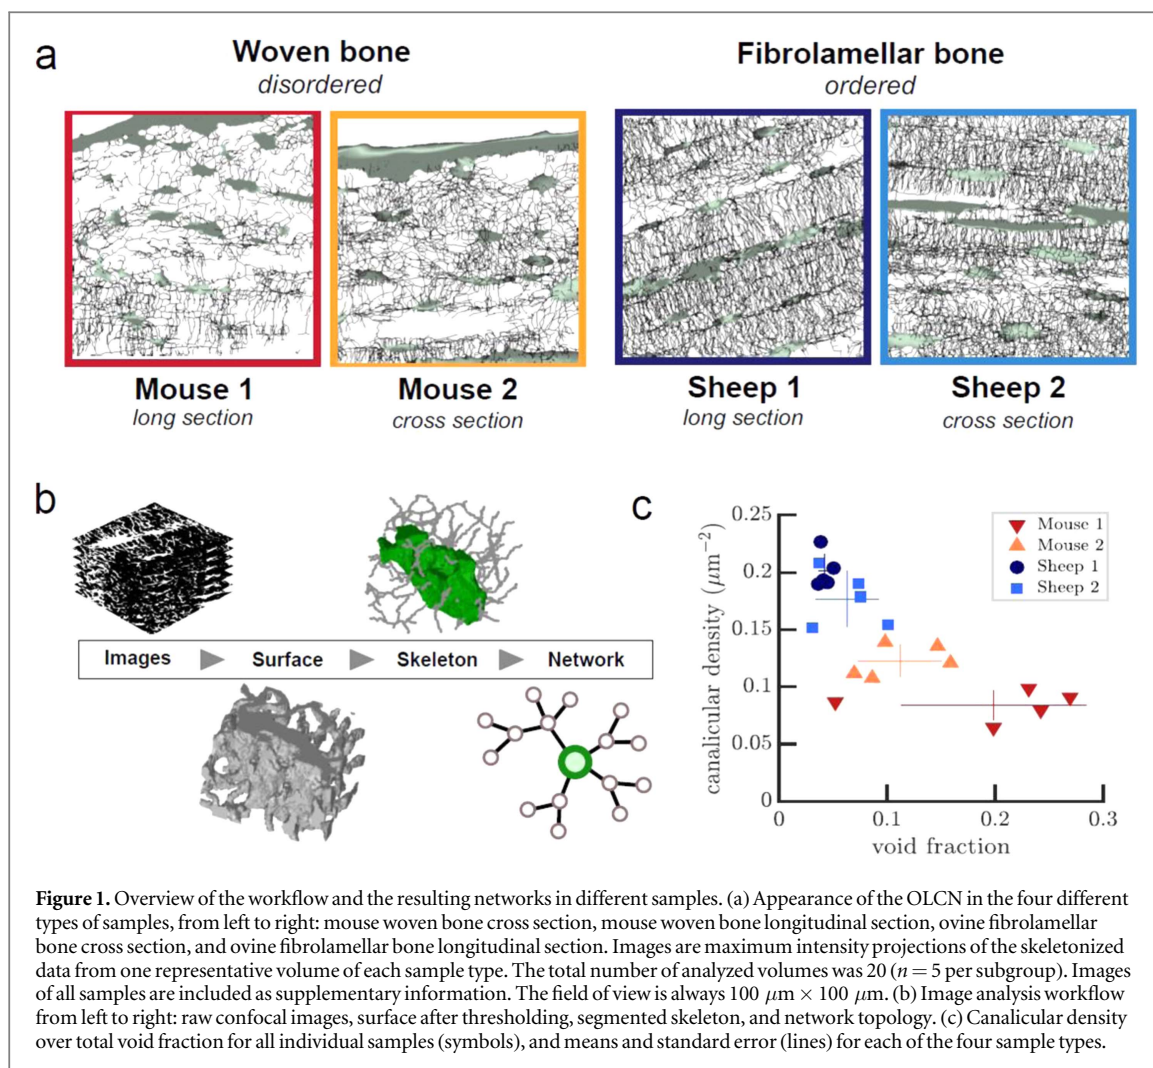 a
Woven bone
disordered
Fibrolamellar bone
ordered
Mouse 1
long section
Mouse 2
cross section
Sheep 1
long section
Sheep 2
cross section
b
Images
Surface
Skeleton
Network
c
canalicular density (μm⁻²)
0.25
0.2
0.15
0.1
0.05
0
0
0.1
0.2
0.3
void fraction
Mouse 1
Mouse 2
Sheep 1
Sheep 2
Figure 1. Overview of the workflow and the resulting networks in different samples. (a) Appearance of the OLCN in the four different
types of samples, from left to right: mouse woven bone cross section, mouse woven bone longitudinal section, ovine fibrolamellar
bone cross section, and ovine fibrolamellar bone longitudinal section. Images are maximum intensity projections of the skeletonized
data from one representative volume of each sample type. The total number of analyzed volumes was 20 (n = 5 per subgroup). Images
of all samples are included as supplementary information. The field of view is always 100 μm × 100 μm. (b) Image analysis workflow
from left to right: raw confocal images, surface after thresholding, segmented skeleton, and network topology. (c) Canalicular density
over total void fraction for all individual samples (symbols), and means and standard error (lines) for each of the four sample types.